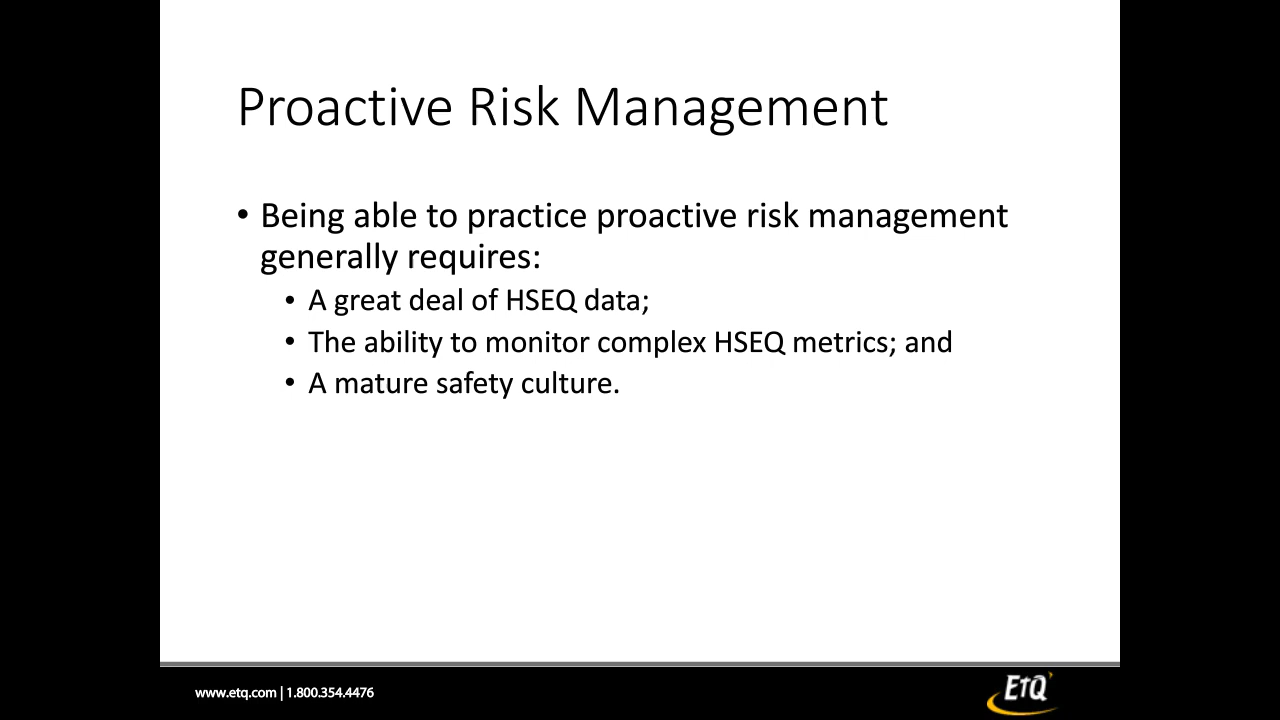 Proactive Risk Management
• Being able to practice proactive risk management
generally requires:
• A great deal of HSEQ data;
• The ability to monitor complex HSEQ metrics; and
• A mature safety culture.
www.etq.com | 1.800.354.4476
ETQ